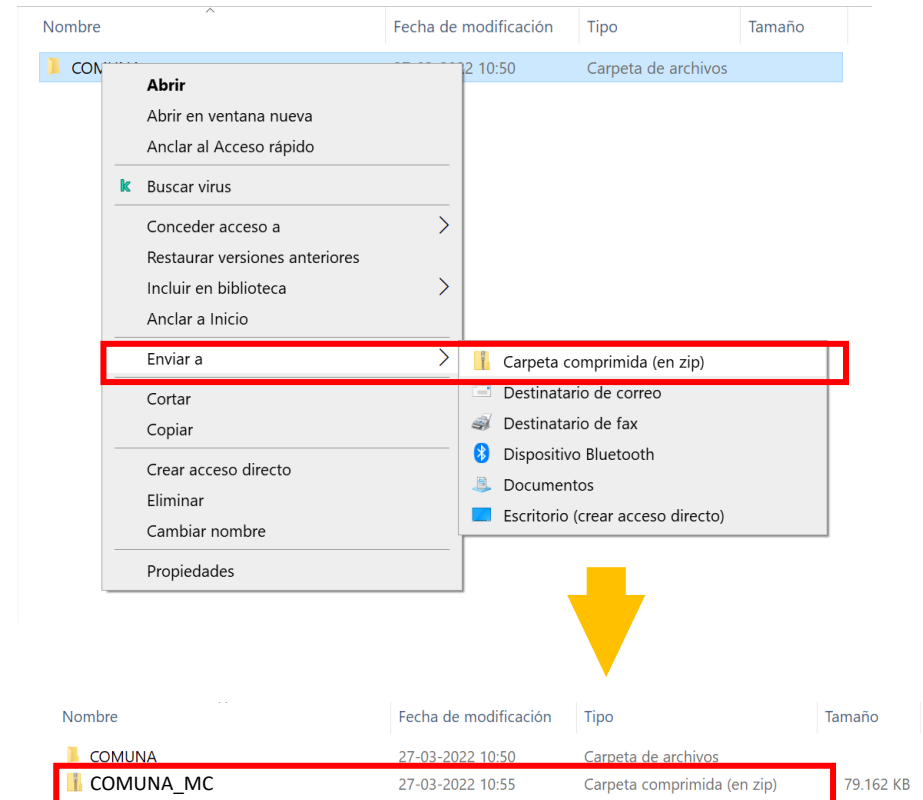 Nombre Fecha de modificación Tipo Tamaño
10:50 Carpeta de archivos
Abrir
Abrir en ventana nueva
Anclar al Acceso rápido
Buscar virus
Conceder acceso a
Restaurar versiones anteriores
Incluir en biblioteca
Anclar a Inicio
Enviar a
Carpeta comprimida (en zip)
Destinatario de correo
Cortar
Destinatario de fax
Copiar
Dispositivo Bluetooth
Crear acceso directo
Documentos
Eliminar
Escritorio (crear acceso directo)
Cambiar nombre
Propiedades
Nombre Fecha de modificación Tipo Tamaño
COMUNA 27-03-2022 10:50 Carpeta de archivos
COMUNA_MC 27-03-2022 10:55 Carpeta comprimida (en zip) 79.162 KB